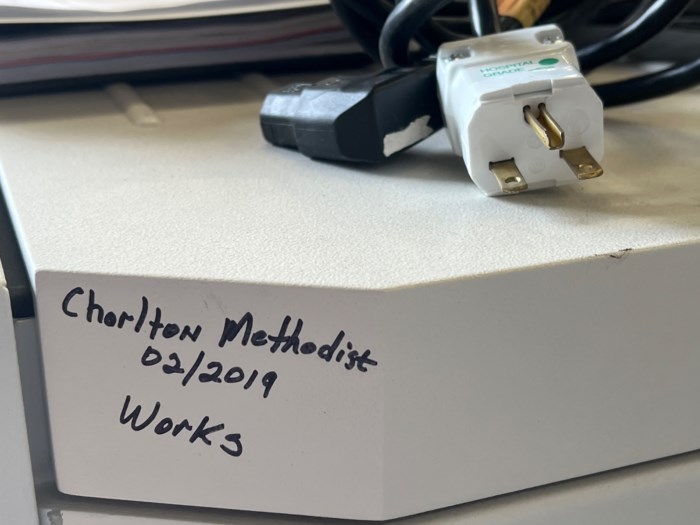 HOSPITAL
GRADE
Charlton Methodist
02/2019
Works